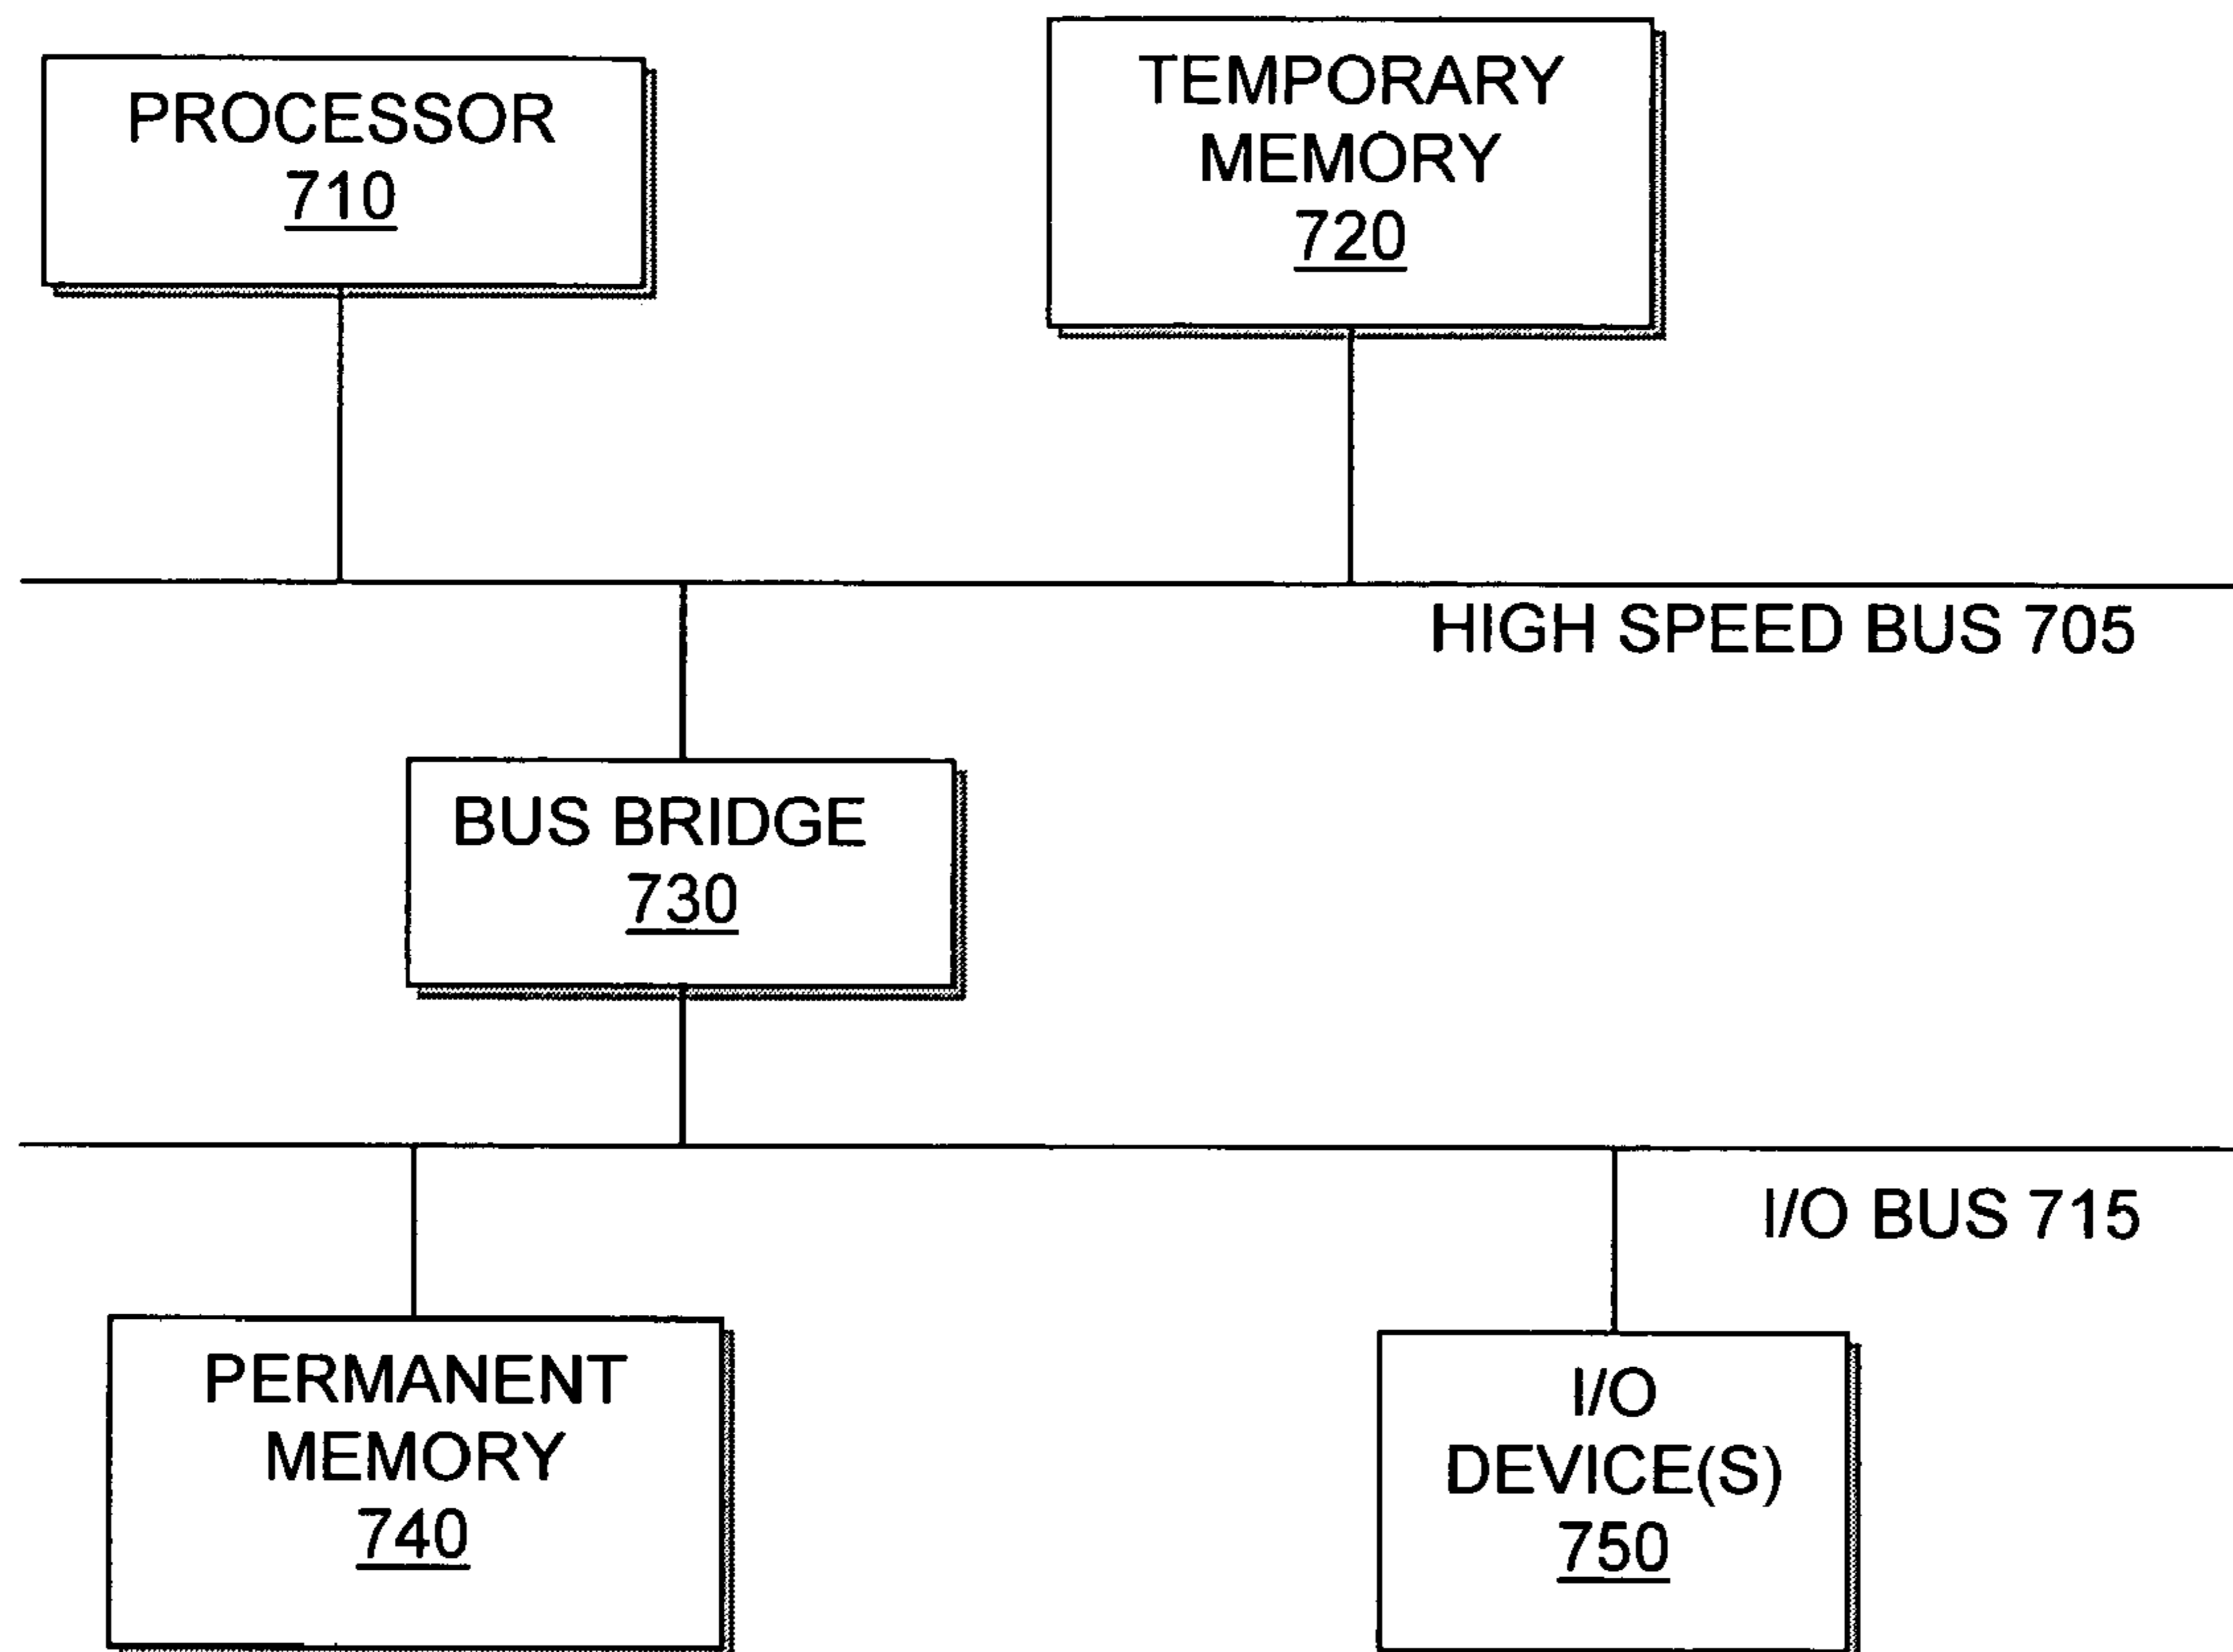 PROCESSOR
710
TEMPORARY
MEMORY
720
HIGH SPEED BUS 705
BUS BRIDGE
730
I/O BUS 715
PERMANENT
MEMORY
740
I/O
DEVICE(S)
750